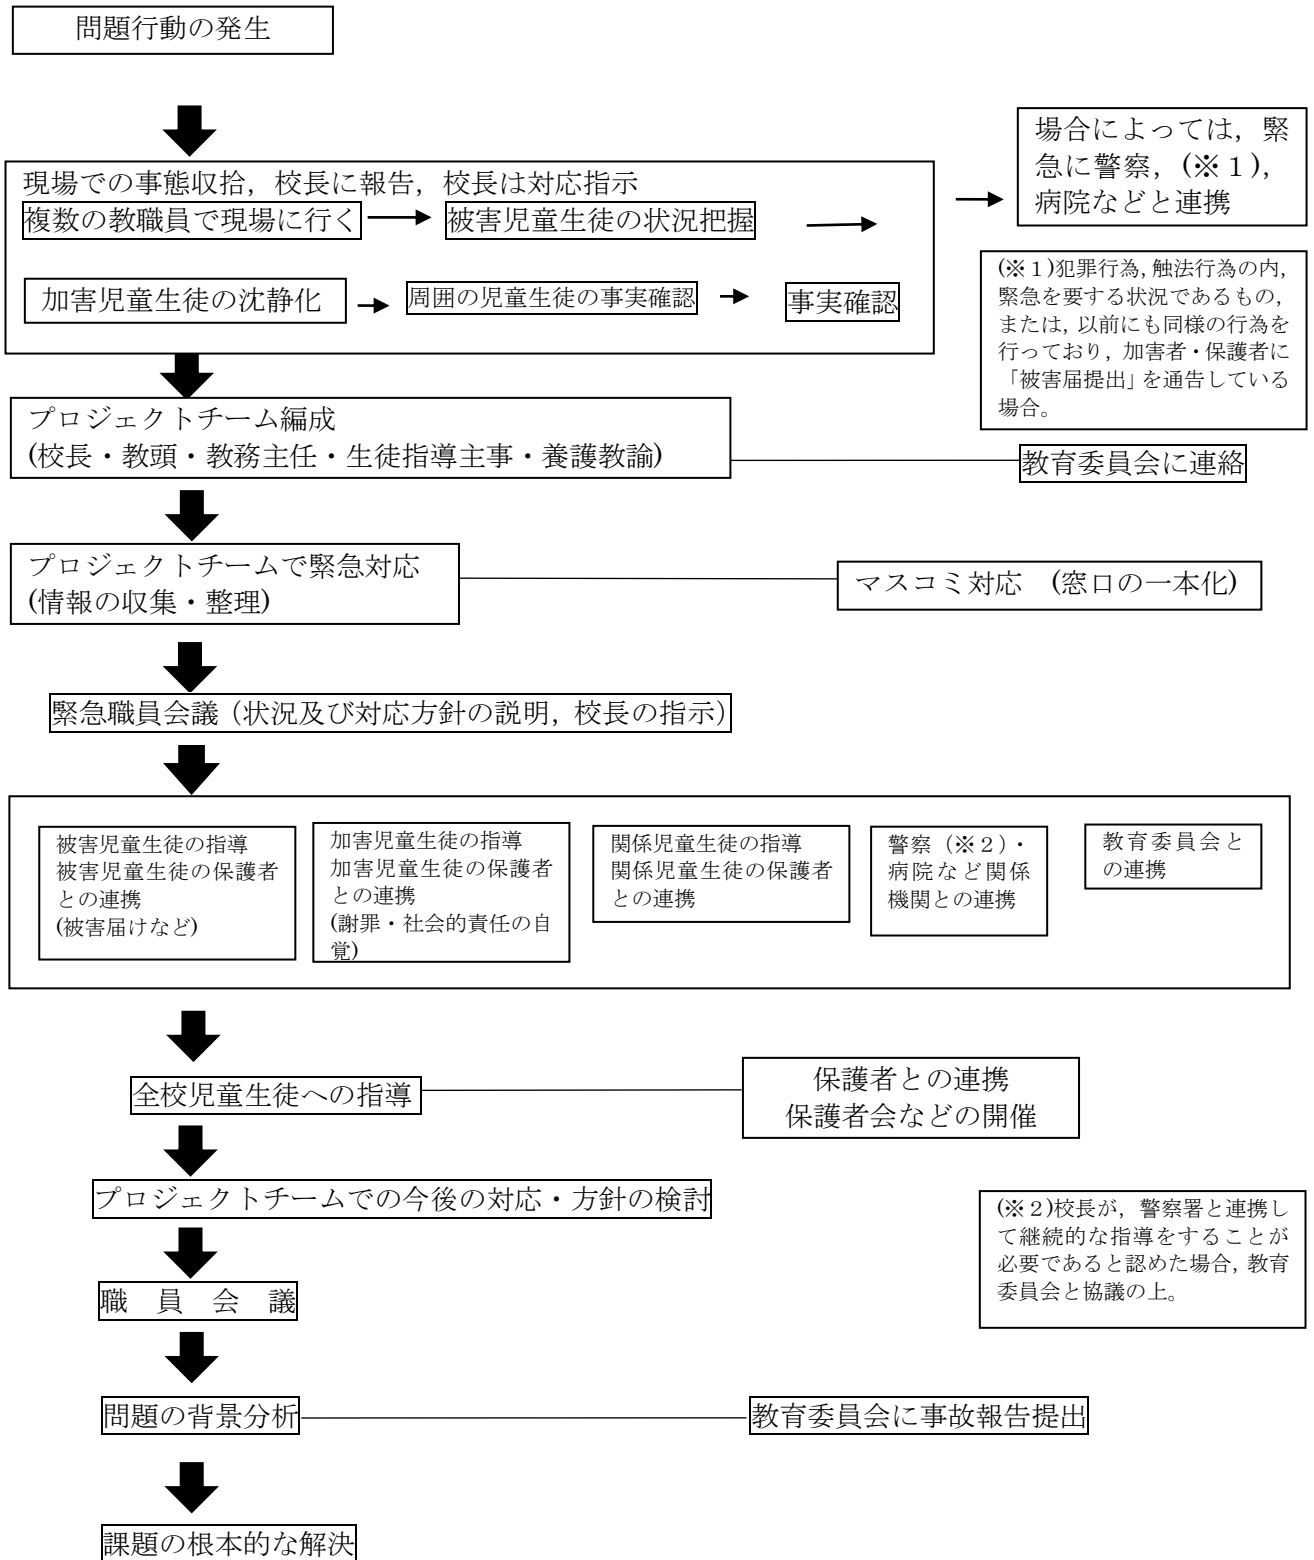 問題行動の発生
場合によっては，緊
急に警察，(※１)，
病院などと連携
現場での事態収拾，校長に報告，校長は対応指示
複数の教職員で現場に行く
被害児童生徒の状況把握
加害児童生徒の沈静化
周囲の児童生徒の事実確認
事実確認
(※１)犯罪行為，触法行為の内，
緊急を要する状況であるもの，
または，以前にも同様の行為を
行っており，加害者・保護者に
「被害届提出」を通告している
場合。
プロジェクトチーム編成
(校長・教頭・教務主任・生徒指導主事・養護教諭)
教育委員会に連絡
プロジェクトチームで緊急対応
(情報の収集・整理)
マスコミ対応　(窓口の一本化)
緊急職員会議（状況及び対応方針の説明，校長の指示）
被害児童生徒の指導
被害児童生徒の保護者
との連携
(被害届けなど)
加害児童生徒の指導
加害児童生徒の保護者
との連携
(謝罪・社会的責任の自
覚)
関係児童生徒の指導
関係児童生徒の保護者
との連携
警察（※２）・
病院など関係
機関との連携
教育委員会と
の連携
全校児童生徒への指導
保護者との連携
保護者会などの開催
プロジェクトチームでの今後の対応・方針の検討
(※２)校長が，警察署と連携し
て継続的な指導をすることが
必要であると認めた場合，教育
委員会と協議の上。
職　員　会　議
問題の背景分析
教育委員会に事故報告提出
課題の根本的な解決